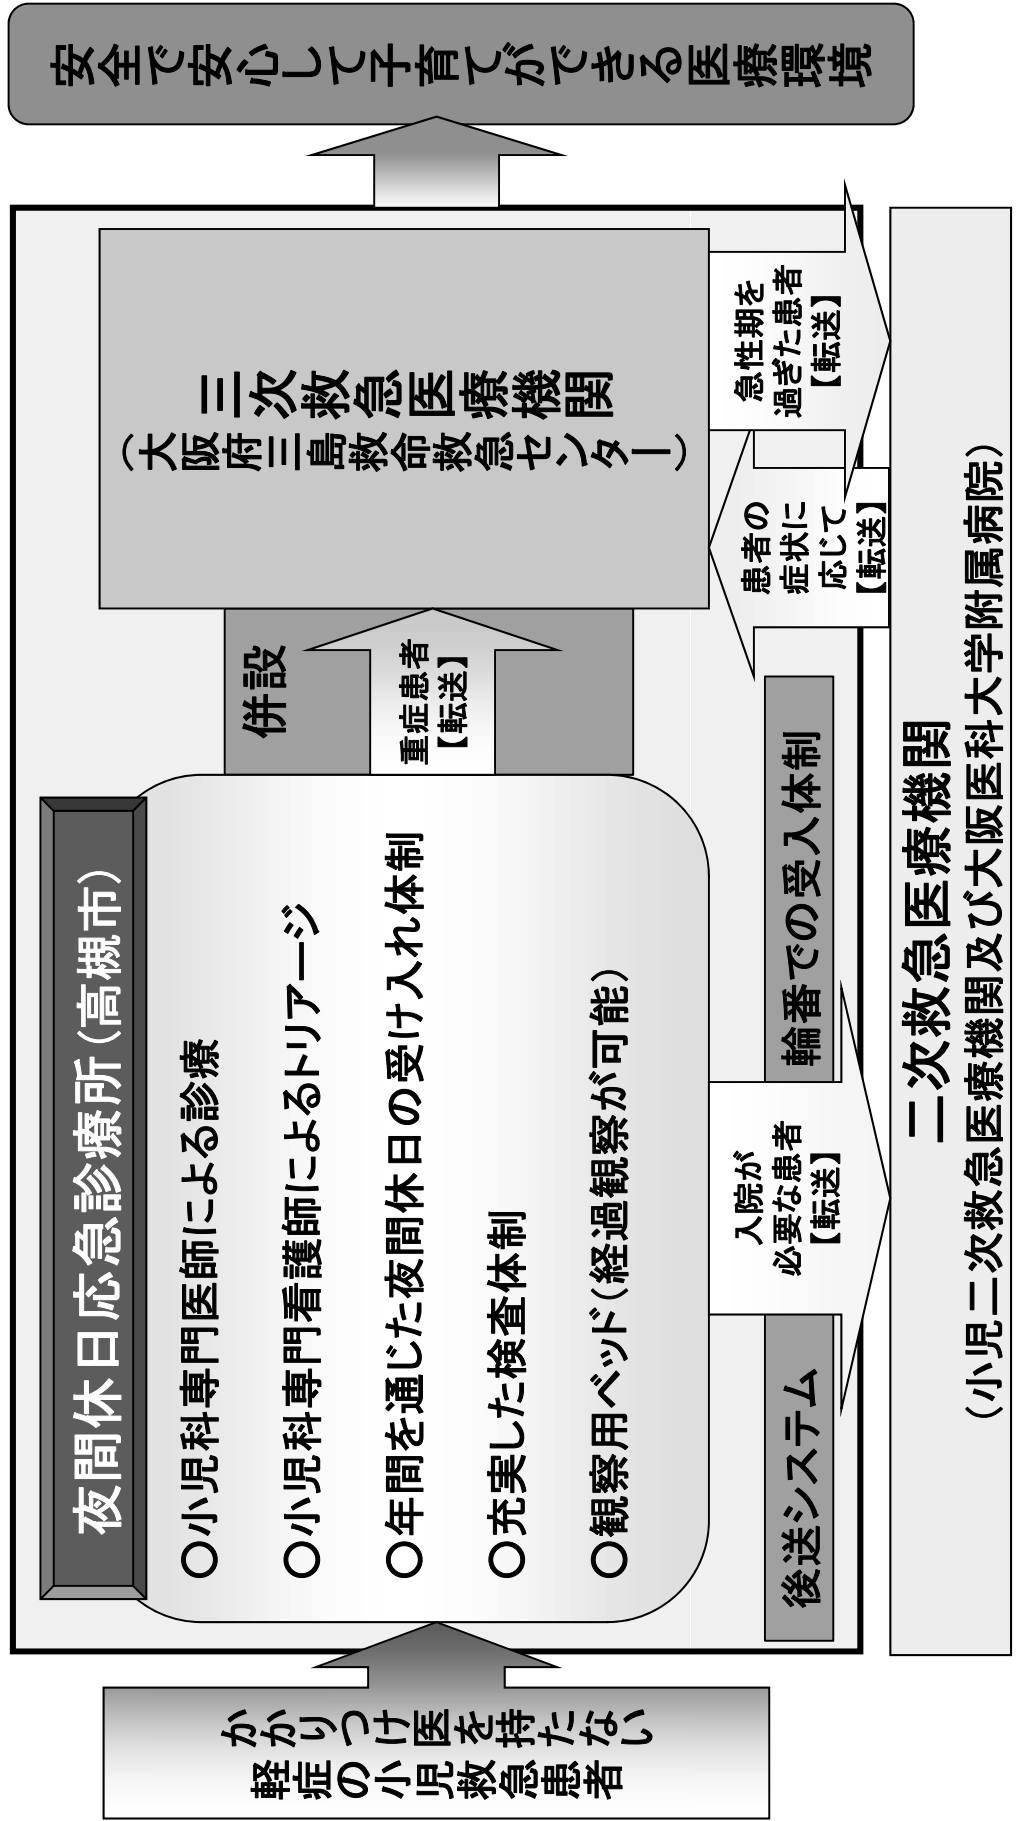 かかりつけ医を持たない
軽症の小児救急患者
夜間休日応急診療所（高槻市）
〇小児科専門医師による診療
〇小児科専門看護師によるトリアージ
〇年間を通じた夜間休日の受け入れ体制
〇充実した検査体制
〇観察用ベッド（経過観察が可能）
併設
重症患者
【転送】
三次救急医療機関
（大阪府三島救命救急センター）
後送システム
入院が
必要な患者
【転送】
輪番での受入体制
患者の
症状に
応じて
【転送】
急性期を
過ぎた患者
【転送】
二次救急医療機関
（小児二次救急医療機関及び大阪医科大学附属病院）
安全で安心して子育てができる医療環境